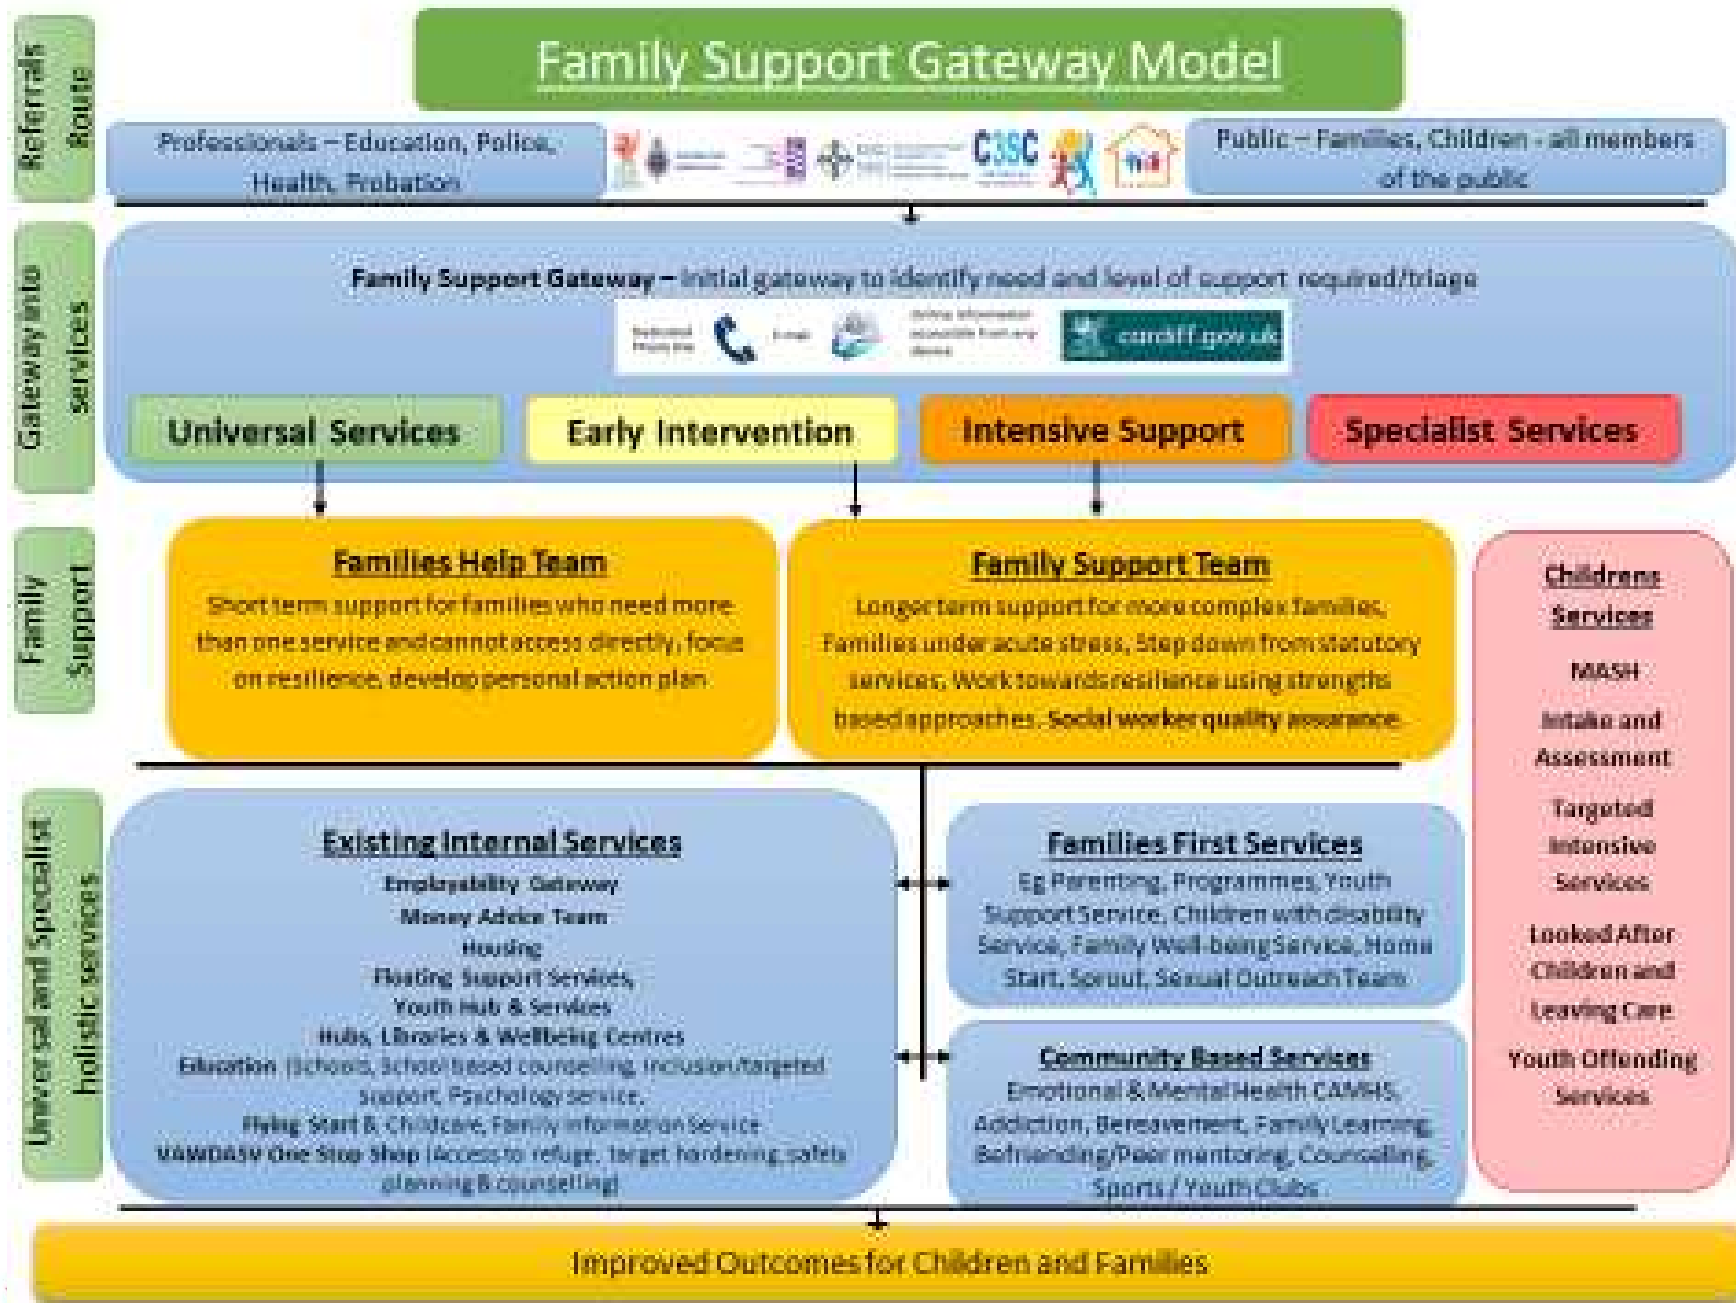 Family Support Gateway Model
Referrals
Route
Professionals – Education, Police,
Health, Probation
C3SC
Public – Families, Children - all members
of the public
Gateway into
services
Family Support Gateway – Initial gateway to identify need and level of support required/triage
Dedicated
Phone line
E-mail
Online information
accessible from any
device
cardiff.gov.uk
Universal Services
Early Intervention
Intensive Support
Specialist Services
Family
Support
Families Help Team
Short term support for families who need more
than one service and cannot access directly, focus
on resilience, develop personal action plan
Family Support Team
Longer term support for more complex families,
Families under acute stress, Step down from statutory
services, Work towards resilience using strengths
based approaches. Social worker quality assurance.
Childrens
Services
MASH
Intake and
Assessment
Targeted
Intensive
Services
Looked After
Children and
Leaving Care
Youth Offending
Services
Universal and Specialist
holistic services
Existing Internal Services
Employability Gateway
Money Advice Team
Housing
Floating Support Services,
Youth Hub & Services
Hubs, Libraries & Wellbeing Centres
Education (Schools, School based counselling, inclusion/targeted
support, Psychology service,
Flying Start & Childcare, Family Information Service
VAWDASV One Stop Shop (Access to refuge, target hardening, safety
planning & counselling)
Families First Services
Eg Parenting, Programmes, Youth
Support Service, Children with disability
Service, Family Well-being Service, Home
Start, Sprout, Sexual Outreach Team
Community Based Services
Emotional & Mental Health CAMHS,
Addiction, Bereavement, Family Learning,
Befriending/Peer mentoring, Counselling,
Sports / Youth Clubs
Improved Outcomes for Children and Families